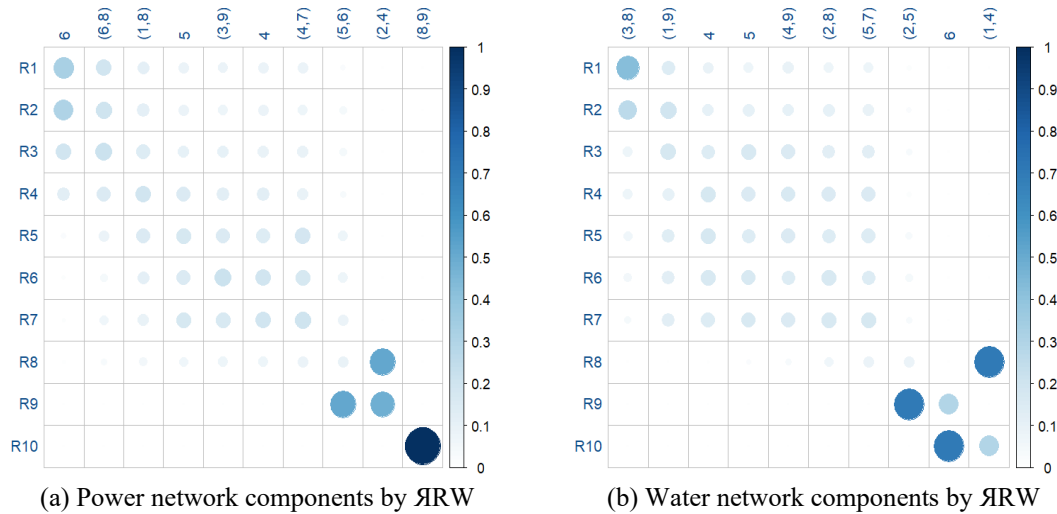 6 (6,8) (1,8) 5 (3,9) 4 (4,7) (5,6) (2,4) (8,9)
R1
R2
R3
R4
R5
R6
R7
R8
R9
R10
1
0.9
0.8
0.7
0.6
0.5
0.4
0.3
0.2
0.1
0
(a) Power network components by ЯRW
(3,8) (1,9) 4 5 (4,9) (2,8) (5,7) (2,5) 6 (1,4)
R1
R2
R3
R4
R5
R6
R7
R8
R9
R10
1
0.9
0.8
0.7
0.6
0.5
0.4
0.3
0.2
0.1
0
(b) Water network components by ЯRW